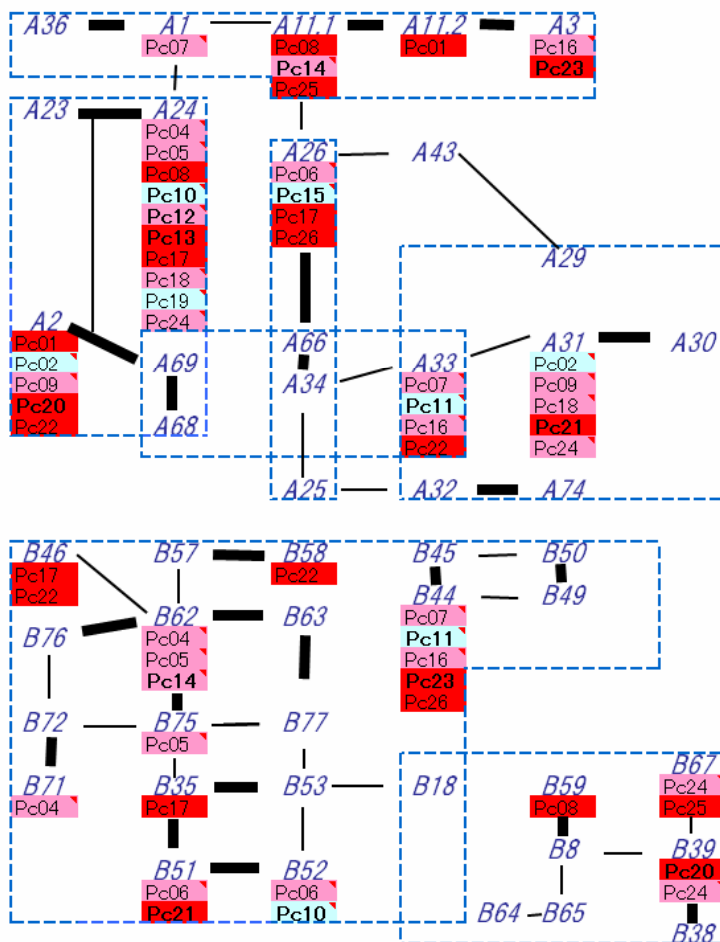 A36 A1 A11,1 A11,2 A3
Pc07 Pc08 Pc01 Pc16
Pc14 Pc23
Pc25
A23 A24
Pc04
Pc05 A26 A43
Pc08 Pc06
Pc10 Pc15
Pc12 Pc17
Pc13 Pc26
Pc17 A29
Pc18
Pc19
A2 Pc24
Pc01 A66 A31 A30
Pc02 A69 A33 Pc02
Pc09 A34 Pc07 Pc09
Pc20 Pc11 Pc18
Pc22 A68 Pc16 Pc21
Pc22 Pc24
A25 A32 A74
B46 B57 B58 B45 B50
Pc17 Pc22
Pc22 B44 B49
B62 B63 Pc07
B76 Pc04 Pc11
Pc05 Pc16
Pc14 Pc23
Pc26
B72 B75 B77
Pc05
B67
B71 B35 B53 B18 B59 Pc24
Pc04 Pc17 Pc08 Pc25
B8 B39
B51 B52 Pc20
Pc06 Pc06 Pc24
Pc21 Pc10 B64 B65
B38